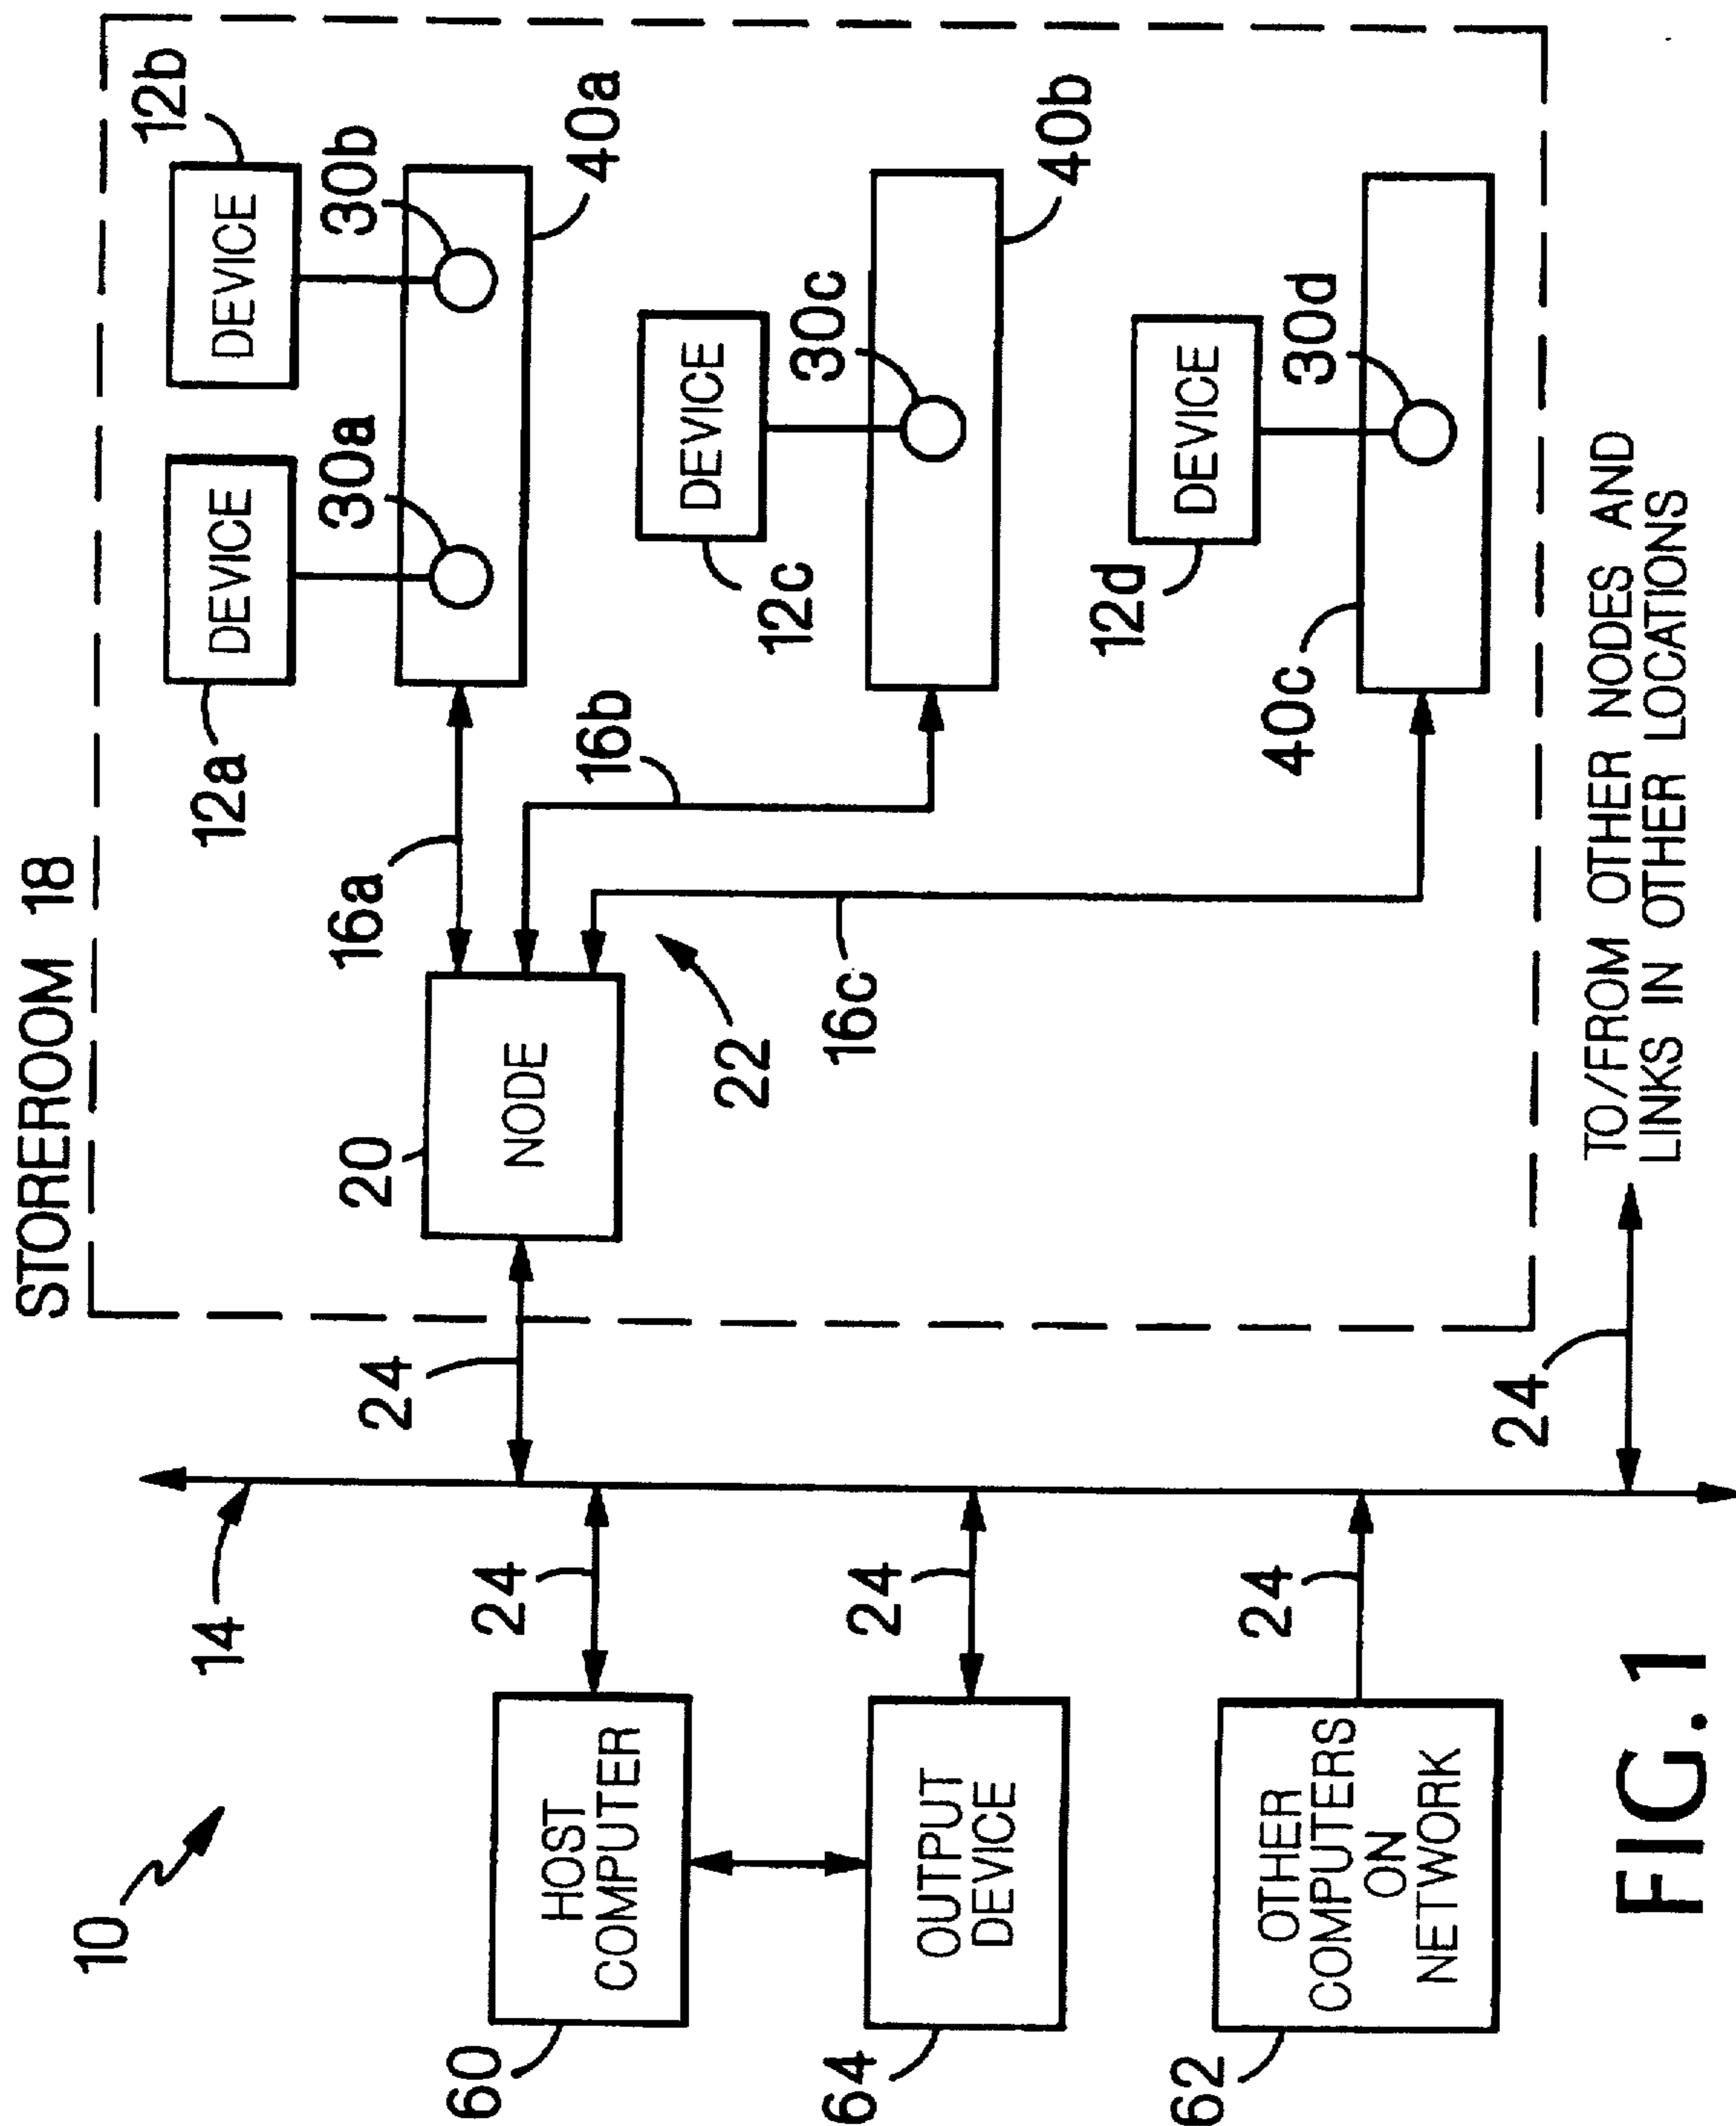 STOREROOM 18
10
14
24
20
NODE
22
16a
16b
16c
12a
DEVICE
30a
12b
DEVICE
30b
40a
12c
DEVICE
30c
40b
12d
DEVICE
30d
40c
60
HOST
COMPUTER
24
64
OUTPUT
DEVICE
24
62
OTHER
COMPUTERS
ON
NETWORK
24
24
TO/FROM OTHER NODES AND
LINKS IN OTHER LOCATIONS
FIG. 1